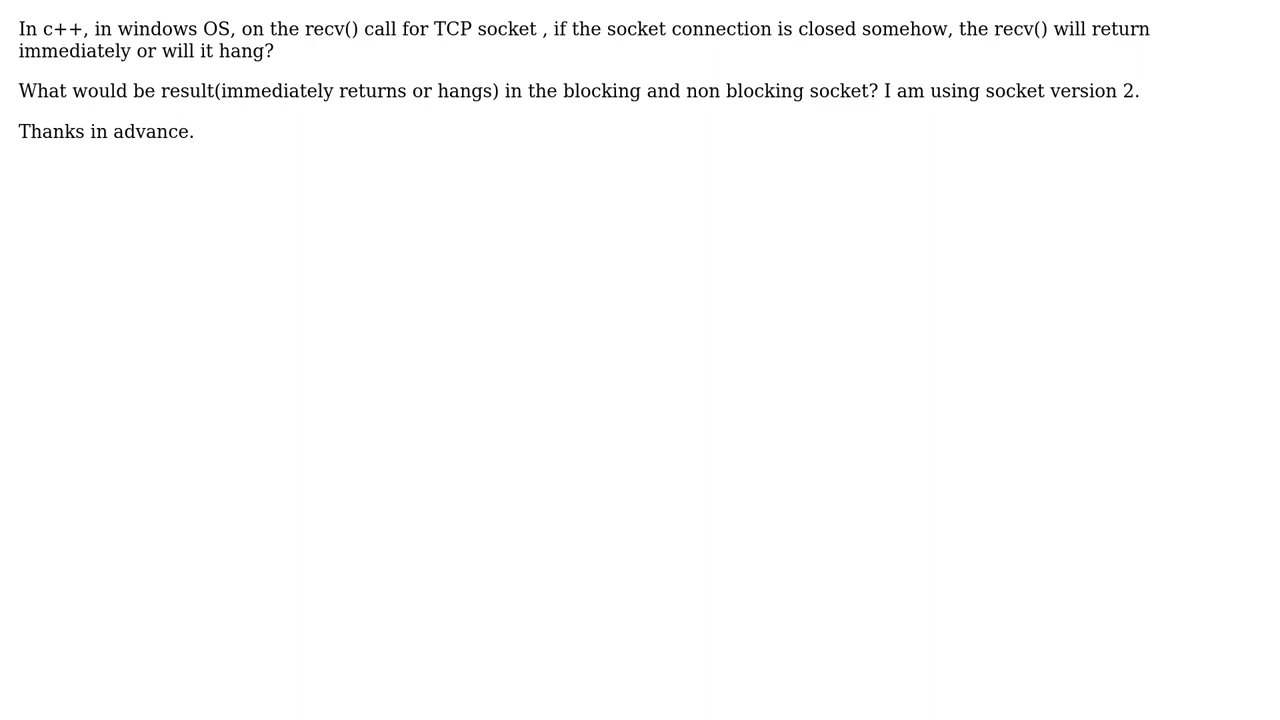 In c++, in windows OS, on the recv() call for TCP socket , if the socket connection is closed somehow, the recv() will return
immediately or will it hang?
What would be result(immediately returns or hangs) in the blocking and non blocking socket? I am using socket version 2.
Thanks in advance.